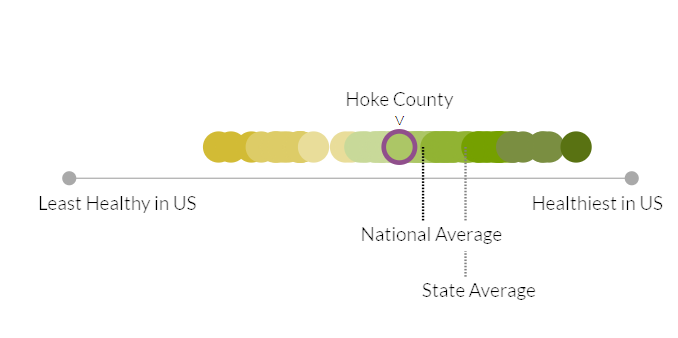 Hoke County
Least Healthy in US
Healthiest in US
National Average
State Average